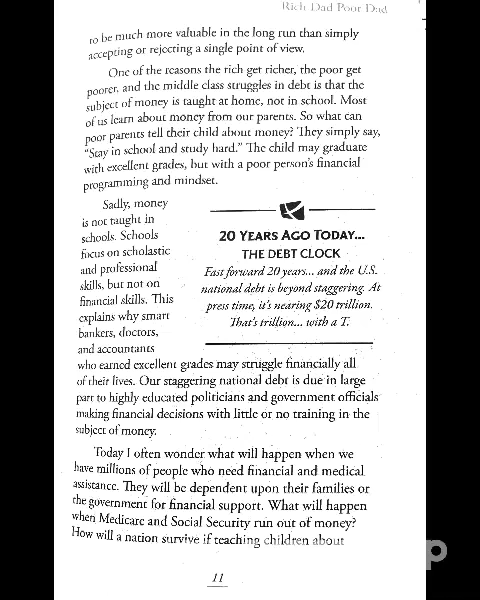 Rich Dad Poor Dad
to be much more valuable in the long run than simply
accepting or rejecting a single point of view.
One of the reasons the rich get richer, the poor get
poorer, and the middle class struggles in debt is that the
subject of money is taught at home, not in school. Most
of us learn about money from our parents. So what can
poor parents tell their child about money? They simply say,
"Stay in school and study hard." The child may graduate
with excellent grades, but with a poor person's financial
programming and mindset.
Sadly, money
is not taught in
schools. Schools
focus on scholastic
and professional
skills, but not on
financial skills. This
explains why smart
bankers, doctors,
and accountants
20 YEARS AGO TODAY...
THE DEBT CLOCK
Fast forward 20 years... and the U.S.
national debt is beyond staggering. At
press time, it's nearing $20 trillion.
That's trillion... with a T.
who earned excellent grades may struggle financially all
of their lives. Our staggering national debt is due in large
part to highly educated politicians and government officials
making financial decisions with little or no training in the
subject of money.
Today I often wonder what will happen when we
have millions of people who need financial and medical
assistance. They will be dependent upon their families or
the government for financial support. What will happen
when Medicare and Social Security run out of money?
How will a nation survive if teaching children about
11
p